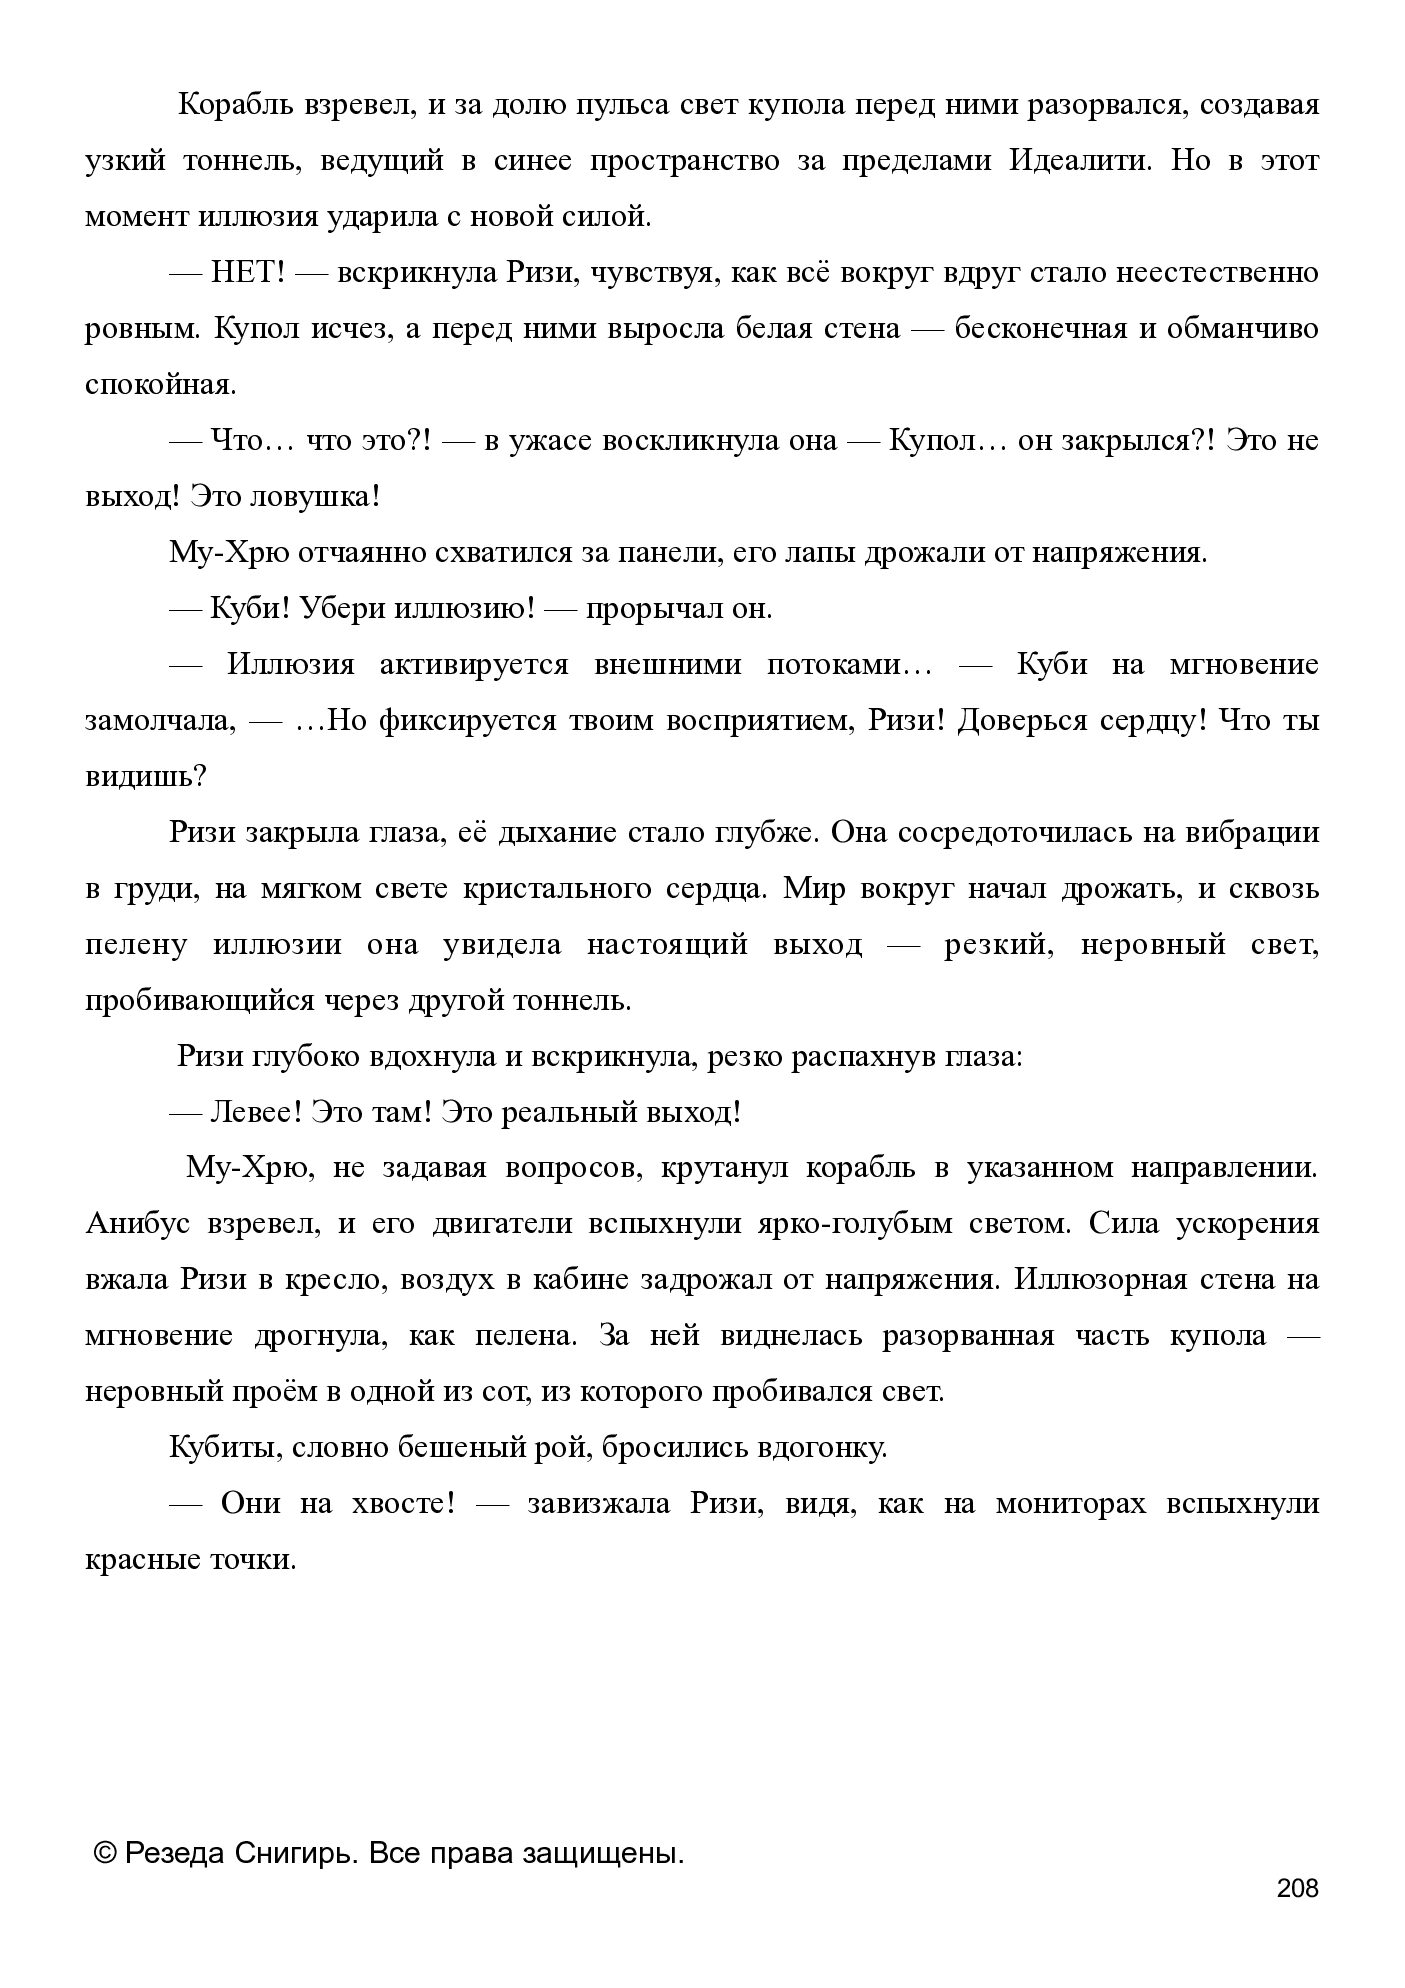 Корабль взревел, и за долю пульса свет купола перед ними разорвался, создавая
узкий тоннель, ведущий в синее пространство за пределами Идеалити. Но в этот
момент иллюзия ударила с новой силой.
— НЕТ! — вскрикнула Ризи, чувствуя, как всё вокруг вдруг стало неестественно
ровным. Купол исчез, а перед ними выросла белая стена — бесконечная и обманчиво
спокойная.
— Что… что это?! — в ужасе воскликнула она — Купол… он закрылся?! Это не
выход! Это ловушка!
Му-Хрю отчаянно схватился за панели, его лапы дрожали от напряжения.
— Куби! Убери иллюзию! — прорычал он.
— Иллюзия активируется внешними потоками… — Куби на мгновение
замолчала, — …Но фиксируется твоим восприятием, Ризи! Доверься сердцу! Что ты
видишь?
Ризи закрыла глаза, её дыхание стало глубже. Она сосредоточилась на вибрации
в груди, на мягком свете кристального сердца. Мир вокруг начал дрожать, и сквозь
пелену иллюзии она увидела настоящий выход — резкий, неровный свет,
пробивающийся через другой тоннель.
Ризи глубоко вдохнула и вскрикнула, резко распахнув глаза:
— Левее! Это там! Это реальный выход!
Му-Хрю, не задавая вопросов, крутанул корабль в указанном направлении.
Анибус взревел, и его двигатели вспыхнули ярко-голубым светом. Сила ускорения
вжала Ризи в кресло, воздух в кабине задрожал от напряжения. Иллюзорная стена на
мгновение дрогнула, как пелена. За ней виднелась разорванная часть купола —
неровный проём в одной из сот, из которого пробивался свет.
Кубиты, словно бешеный рой, бросились вдогонку.
— Они на хвосте! — завизжала Ризи, видя, как на мониторах вспыхнули
красные точки.
© Резеда Снигирь. Все права защищены.
208